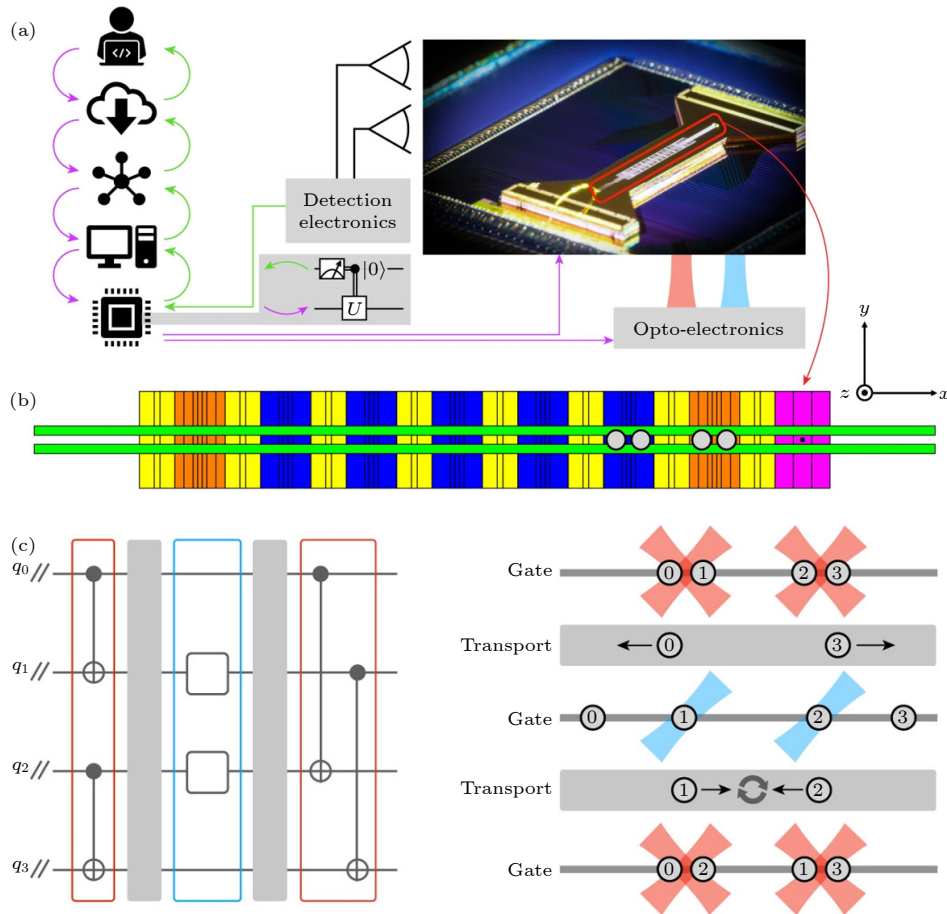 (a)
</>
Detection
electronics
|0⟩
U
Opto-electronics
y
z
x
(b)
(c)
q0
q1
q2
q3
Gate
0 1 2 3
Transport
0 3
Gate
0 1 2 3
Transport
1 2
Gate
0 2 1 3